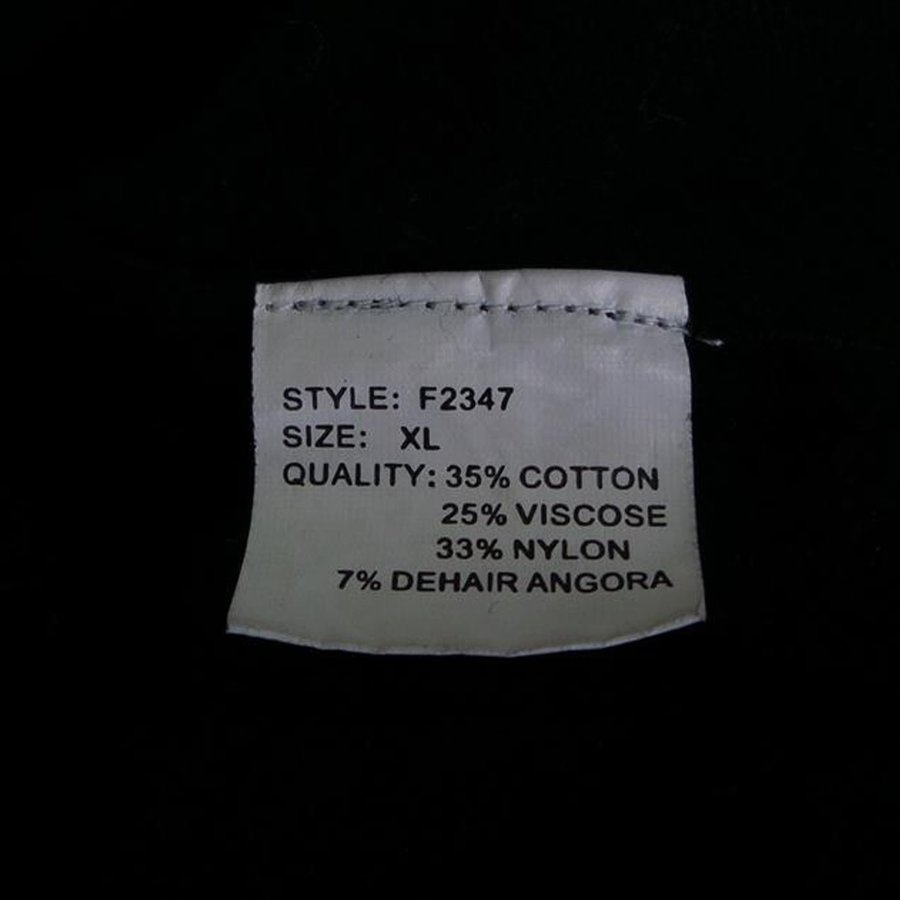 STYLE: F2347
SIZE: XL
QUALITY: 35% COTTON
25% VISCOSE
33% NYLON
7% DEHAIR ANGORA